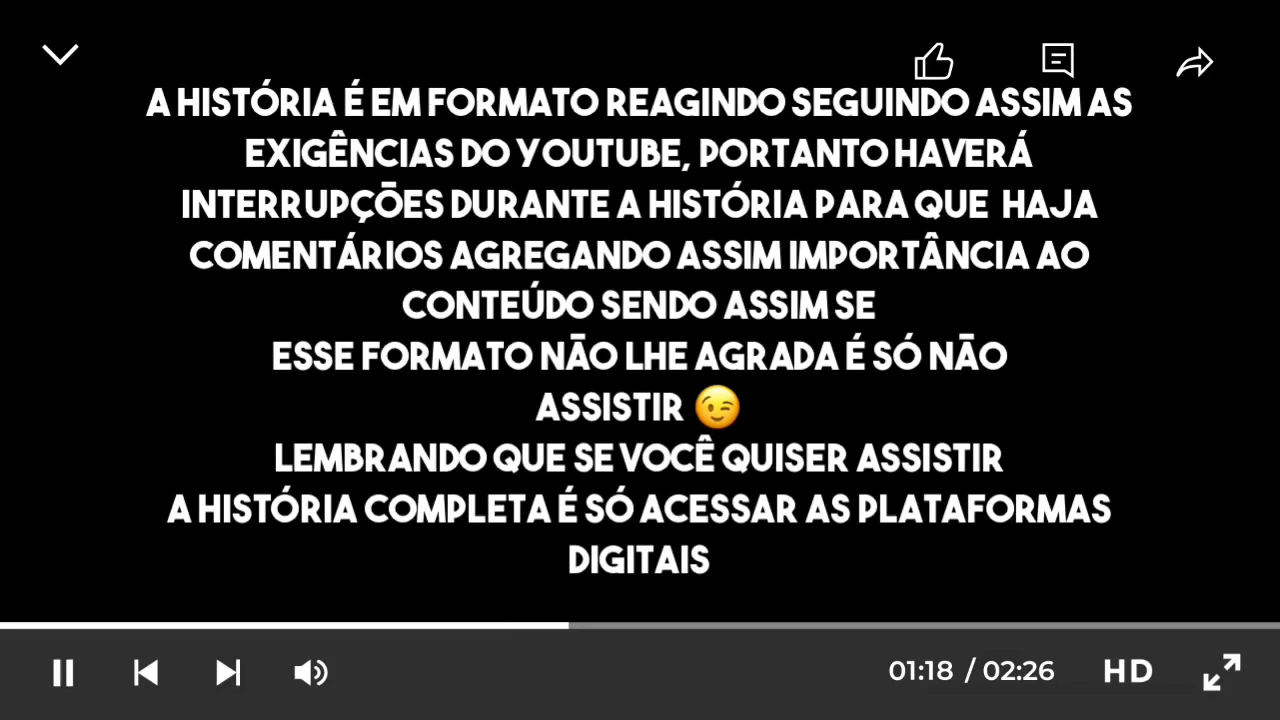 A HISTÓRIA É EM FORMATO REAGINDO SEGUINDO ASSIM AS
EXIGÊNCIAS DO YOUTUBE, PORTANTO HAVERÁ
INTERRUPÇÕES DURANTE A HISTÓRIA PARA QUE HAJA
COMENTÁRIOS AGREGANDO ASSIM IMPORTÂNCIA AO
CONTEÚDO SENDO ASSIM SE
ESSE FORMATO NÃO LHE AGRADA É SÓ NÃO
ASSISTIR 😉
LEMBRANDO QUE SE VOCÊ QUISER ASSISTIR
A HISTÓRIA COMPLETA É SÓ ACESSAR AS PLATAFORMAS
DIGITAIS
01:18 / 02:26 HD